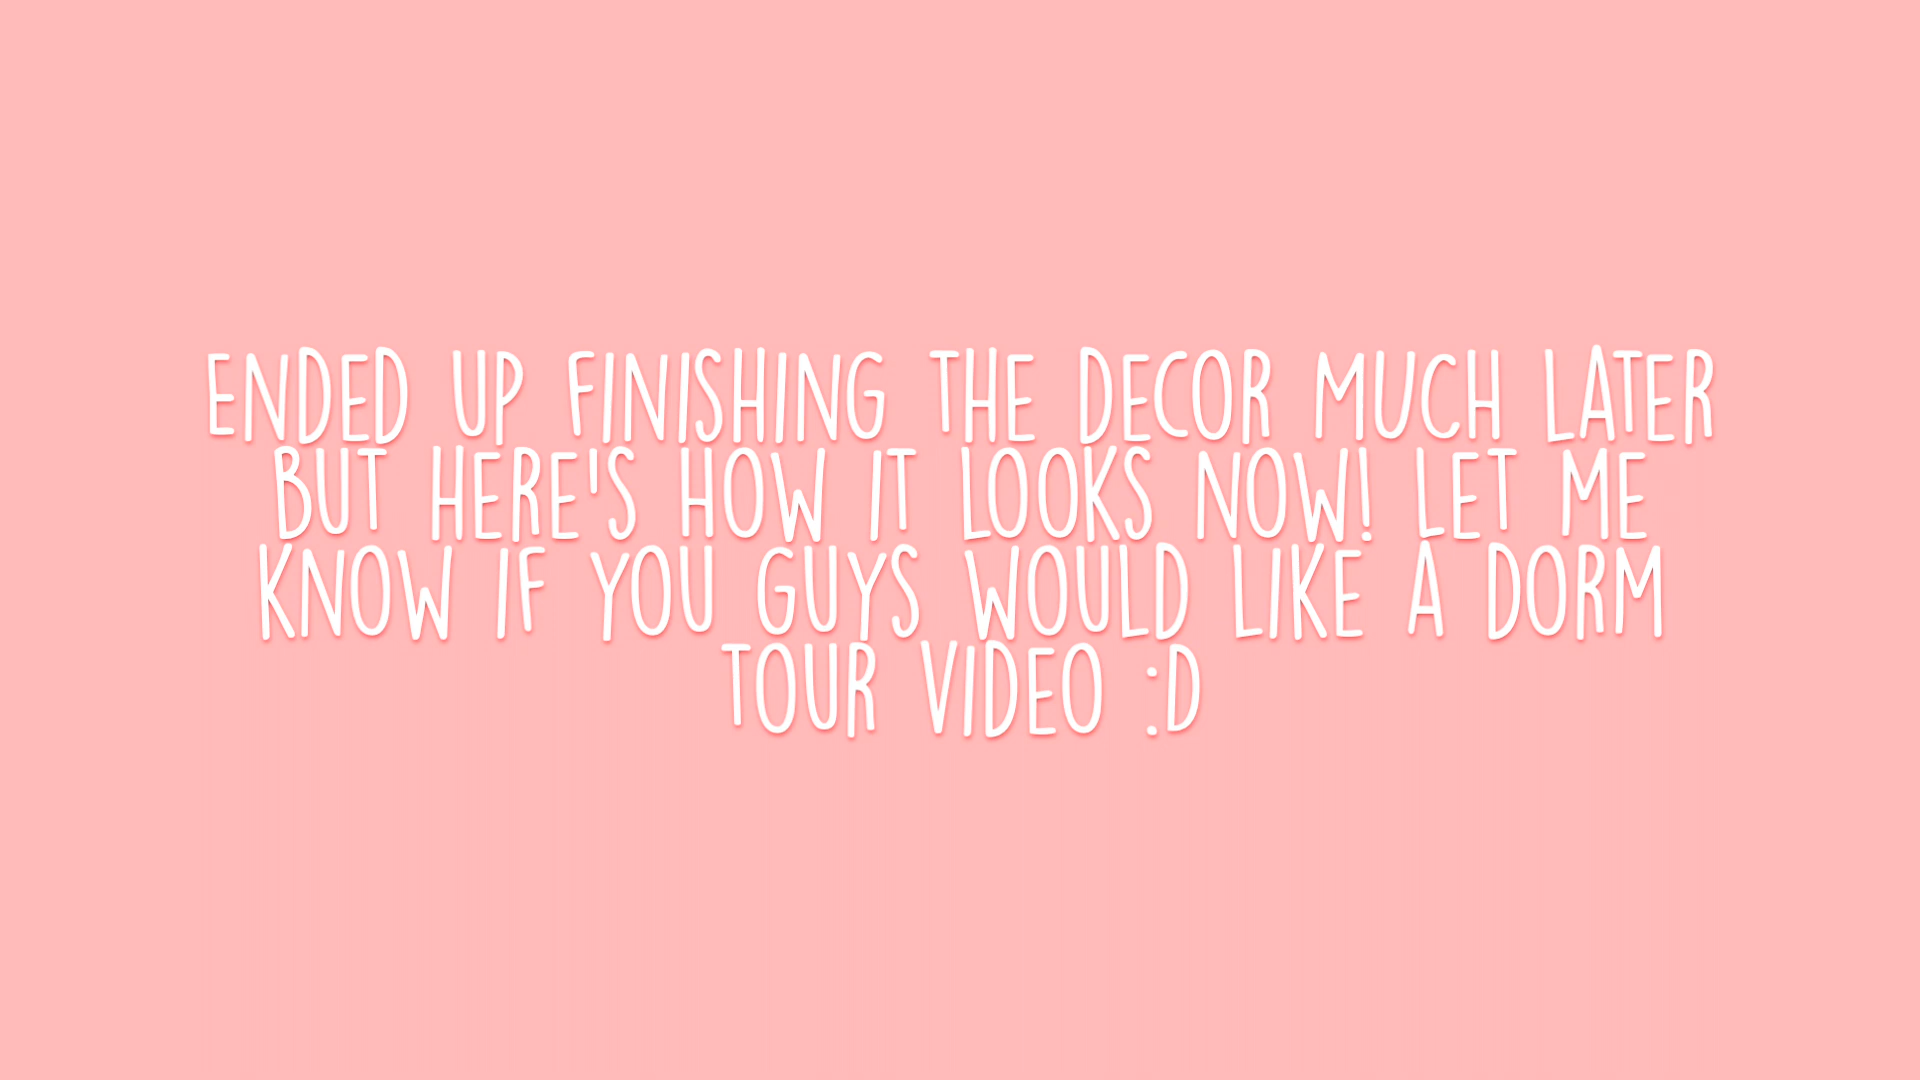 ENDED UP FINISHING THE DECOR MUCH LATER
BUT HERE'S HOW IT LOOKS NOW! LET ME
KNOW IF YOU GUYS WOULD LIKE A DORM
TOUR VIDEO :D